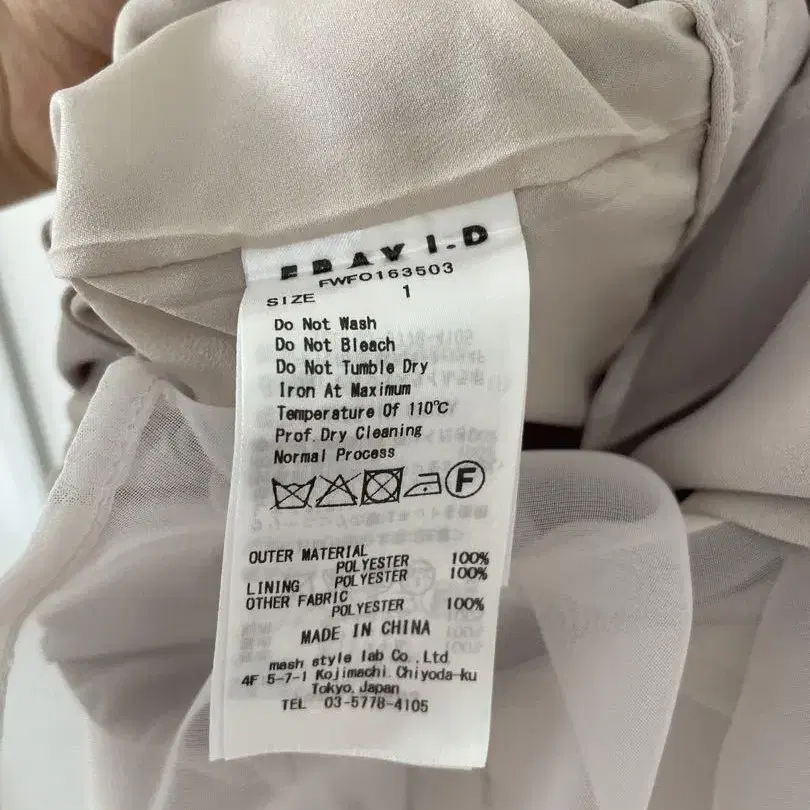 FRAY I.D
FWFO163503
SIZE 1
Do Not Wash
Do Not Bleach
Do Not Tumble Dry
Iron At Maximum
Temperature Of 110℃
Prof.Dry Cleaning
Normal Process
F
OUTER MATERIAL
POLYESTER 100%
LINING POLYESTER 100%
OTHER FABRIC
POLYESTER 100%
MADE IN CHINA
mash style lab Co.,Ltd.
4F 5-7-1 Kojimachi. Chiyoda-ku
Tokyo, Japan
TEL 03-5778-4105